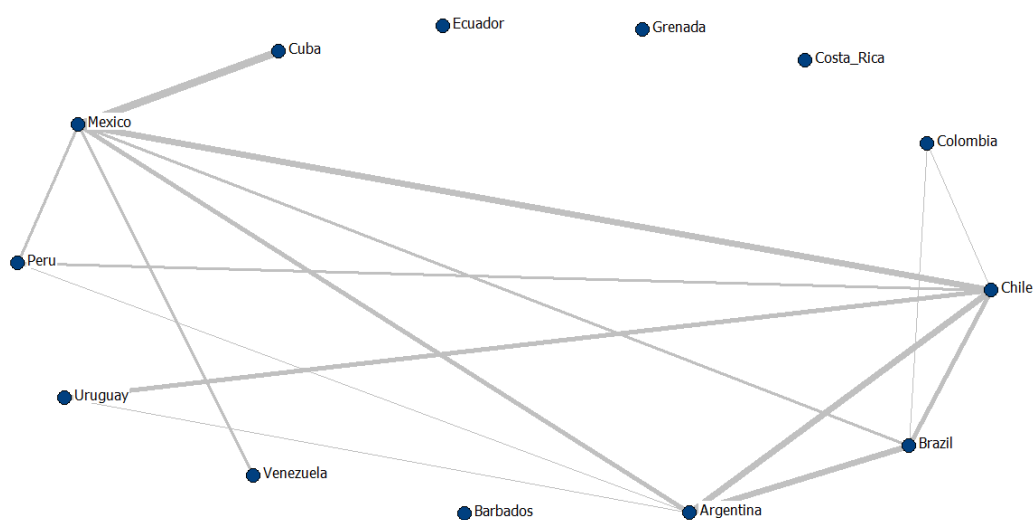 Ecuador
Grenada
Cuba
Costa_Rica
Mexico
Colombia
Peru
Chile
Uruguay
Brazil
Venezuela
Barbados
Argentina